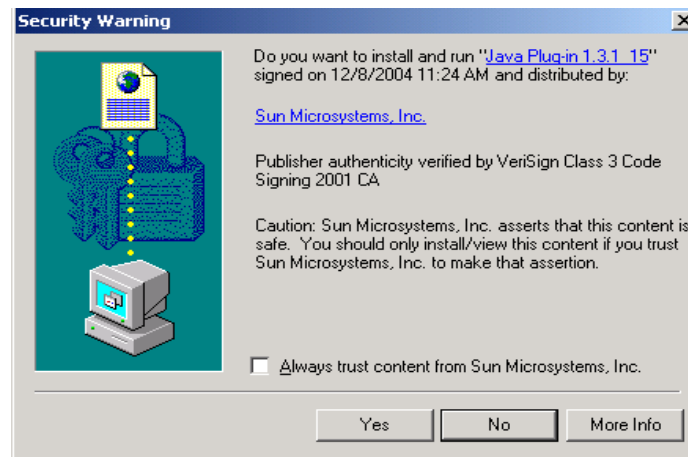 Security Warning
Do you want to install and run "Java Plug-in 1.3.1_15"
signed on 12/8/2004 11:24 AM and distributed by:
Sun Microsystems, Inc.
Publisher authenticity verified by VeriSign Class 3 Code
Signing 2001 CA
Caution: Sun Microsystems, Inc. asserts that this content is
safe. You should only install/view this content if you trust
Sun Microsystems, Inc. to make that assertion.
Always trust content from Sun Microsystems, Inc.
Yes No More Info